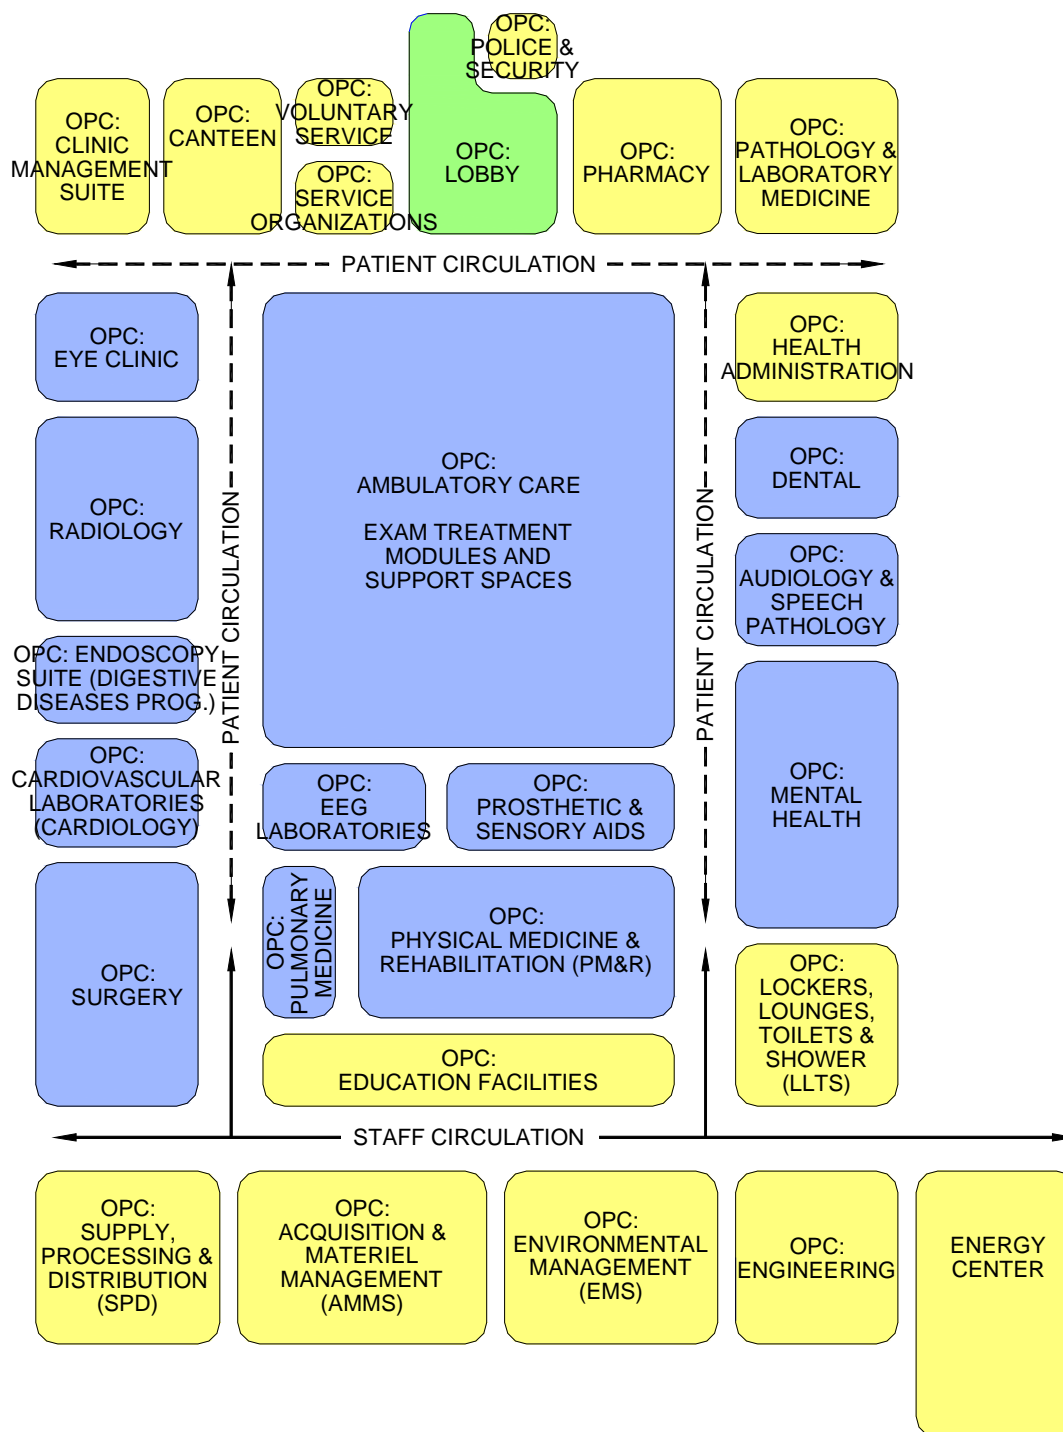 OPC:
POLICE &
SECURITY
OPC:
CLINIC
MANAGEMENT
SUITE
OPC:
CANTEEN
OPC:
VOLUNTARY
SERVICE
OPC:
SERVICE
ORGANIZATIONS
OPC:
LOBBY
OPC:
PHARMACY
OPC:
PATHOLOGY &
LABORATORY
MEDICINE
PATIENT CIRCULATION
OPC:
EYE CLINIC
OPC:
RADIOLOGY
OPC: ENDOSCOPY
SUITE (DIGESTIVE
DISEASES PROG.)
OPC:
CARDIOVASCULAR
LABORATORIES
(CARDIOLOGY)
OPC:
SURGERY
PATIENT CIRCULATION
OPC:
AMBULATORY CARE
EXAM TREATMENT
MODULES AND
SUPPORT SPACES
OPC:
EEG
LABORATORIES
OPC:
PROSTHETIC &
SENSORY AIDS
OPC:
PULMONARY
MEDICINE
OPC:
PHYSICAL MEDICINE &
REHABILITATION (PM&R)
OPC:
EDUCATION FACILITIES
PATIENT CIRCULATION
OPC:
HEALTH
ADMINISTRATION
OPC:
DENTAL
OPC:
AUDIOLOGY &
SPEECH
PATHOLOGY
OPC:
MENTAL
HEALTH
OPC:
LOCKERS,
LOUNGES,
TOILETS &
SHOWER
(LLTS)
STAFF CIRCULATION
OPC:
SUPPLY,
PROCESSING &
DISTRIBUTION
(SPD)
OPC:
ACQUISITION &
MATERIEL
MANAGEMENT
(AMMS)
OPC:
ENVIRONMENTAL
MANAGEMENT
(EMS)
OPC:
ENGINEERING
ENERGY
CENTER